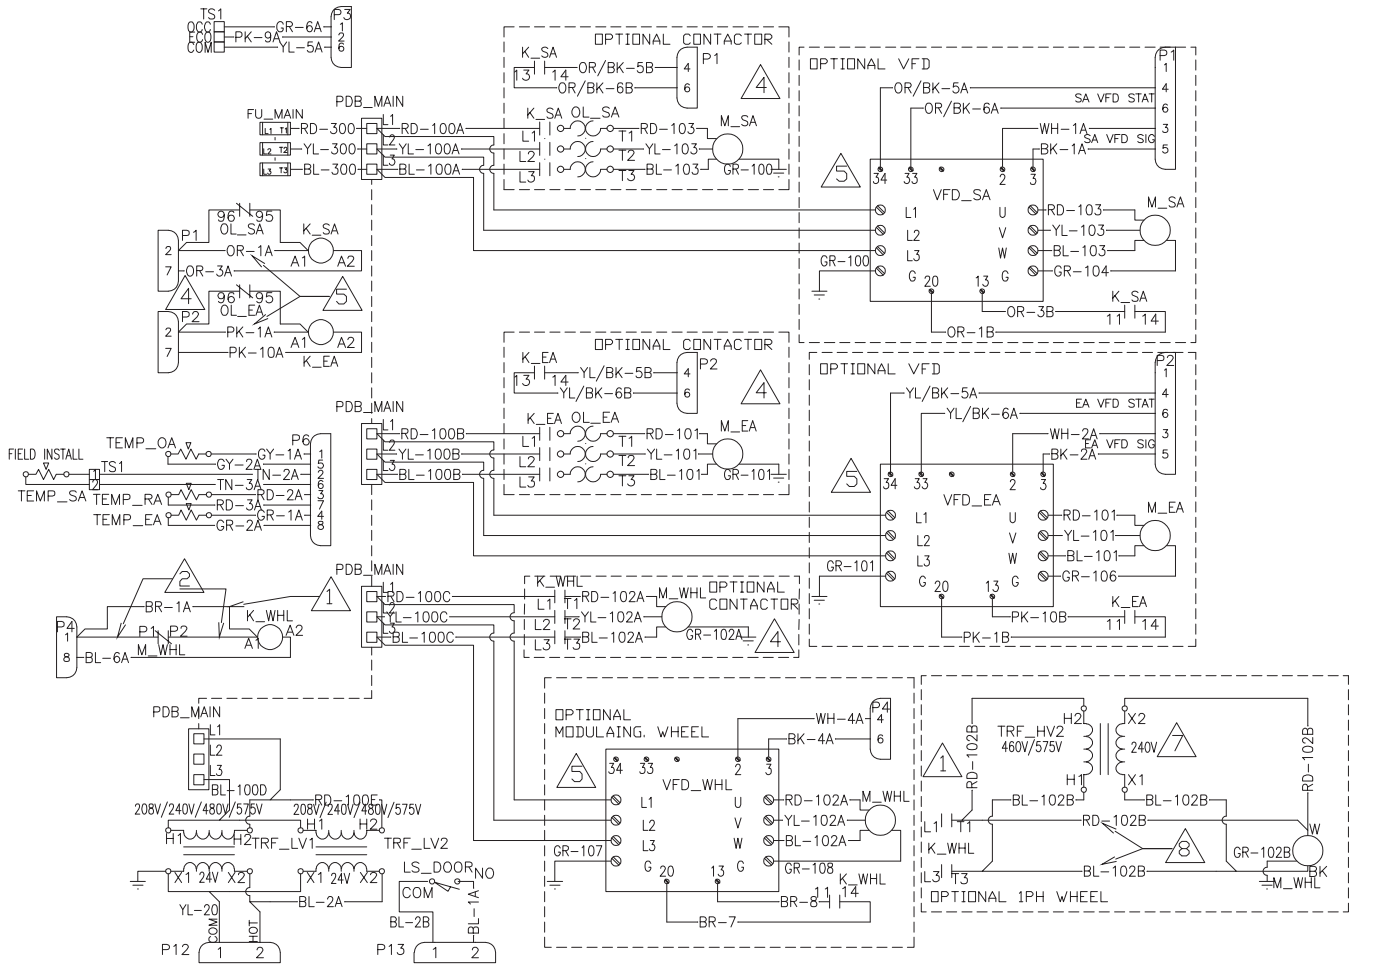 TS1
P3
OCC
GR-6A
1
ECO
PK-9A
2
COM
YL-5A
6
FU_MAIN
PDB_MAIN
L1
L1 T1
RD-300
RD-100A
L2
L2 T2
YL-300
YL-100A
L3
L3 T3
BL-300
BL-100A
OPTIONAL CONTACTOR
K_SA
P1
13
14
OR/BK-5B
4
OR/BK-6B
6
4
K_SA
OL_SA
M_SA
L1
T1
RD-103
L2
T2
YL-103
L3
T3
BL-103
GR-100
OPTIONAL VFD
P1
1
OR/BK-5A
4
SA VFD STAT
OR/BK-6A
6
WH-1A
3
SA VFD SIG
BK-1A
5
5
34
33
2
3
VFD_SA
M_SA
L1
U
RD-103
L2
V
YL-103
L3
W
BL-103
GR-100
G
G
GR-104
20
13
K_SA
OR-3B
11
14
OR-1B
96
95
OL_SA
K_SA
P1
2
OR-1A
A1
A2
7
OR-3A
4
5
96
95
OL_EA
P2
2
PK-1A
A1
A2
7
PK-10A
K_EA
OPTIONAL CONTACTOR
K_EA
P2
13
14
YL/BK-5B
4
YL/BK-6B
6
4
PDB_MAIN
L1
RD-100B
L2
YL-100B
L3
BL-100B
K_EA
OL_EA
M_EA
L1
T1
RD-101
L2
T2
YL-101
L3
T3
BL-101
GR-101
OPTIONAL VFD
P2
1
YL/BK-5A
4
EA VFD STAT
YL/BK-6A
6
WH-2A
3
EA VFD SIG
BK-2A
5
5
34
33
2
3
VFD_EA
M_EA
L1
U
RD-101
L2
V
YL-101
L3
W
BL-101
GR-101
G
G
GR-106
20
13
K_EA
PK-10B
11
14
PK-1B
TEMP_OA
P6
FIELD INSTALL
GY-1A
1
TS1
GY-2A
5
1
TN-2A
2
2
TN-3A
6
TEMP_SA
TEMP_RA
RD-2A
3
RD-3A
7
TEMP_EA
GR-1A
4
GR-2A
8
2
1
BR-1A
K_WHL
P4
1
P1
P2
A1
A2
M_WHL
8
BL-6A
PDB_MAIN
L1
RD-100C
L2
YL-100C
L3
BL-100C
K_WHL
M_WHL
OPTIONAL
CONTACTOR
L1
T1
RD-102A
L2
T2
YL-102A
L3
T3
BL-102A
GR-102A
4
OPTIONAL
MODULAING. WHEEL
P4
WH-4A
4
BK-4A
6
5
34
33
2
3
VFD_WHL
M_WHL
L1
U
RD-102A
L2
V
YL-102A
L3
W
BL-102A
GR-107
G
G
GR-108
20
13
K_WHL
BR-8
11
14
BR-7
H2
X2
TRF_HV2
460V/575V
240V
7
1
RD-102B
RD-102B
H1
X1
BL-102B
BL-102B
L1
T1
RD-102B
W
K_WHL
8
GR-102B
L3
T3
BL-102B
BK
M_WHL
OPTIONAL 1PH WHEEL
PDB_MAIN
L1
L2
L3
BL-100D
RD-100E
208V/240V/480V/575V
208V/240V/480V/575V
H1
H2
H1
H2
TRF_LV1
TRF_LV2
X1
24V
X2
X1
24V
X2
BL-2A
YL-20
COM
HOT
P12
1
2
LS_DOOR
NO
COM
BL-2B
BL-1A
P13
1
2